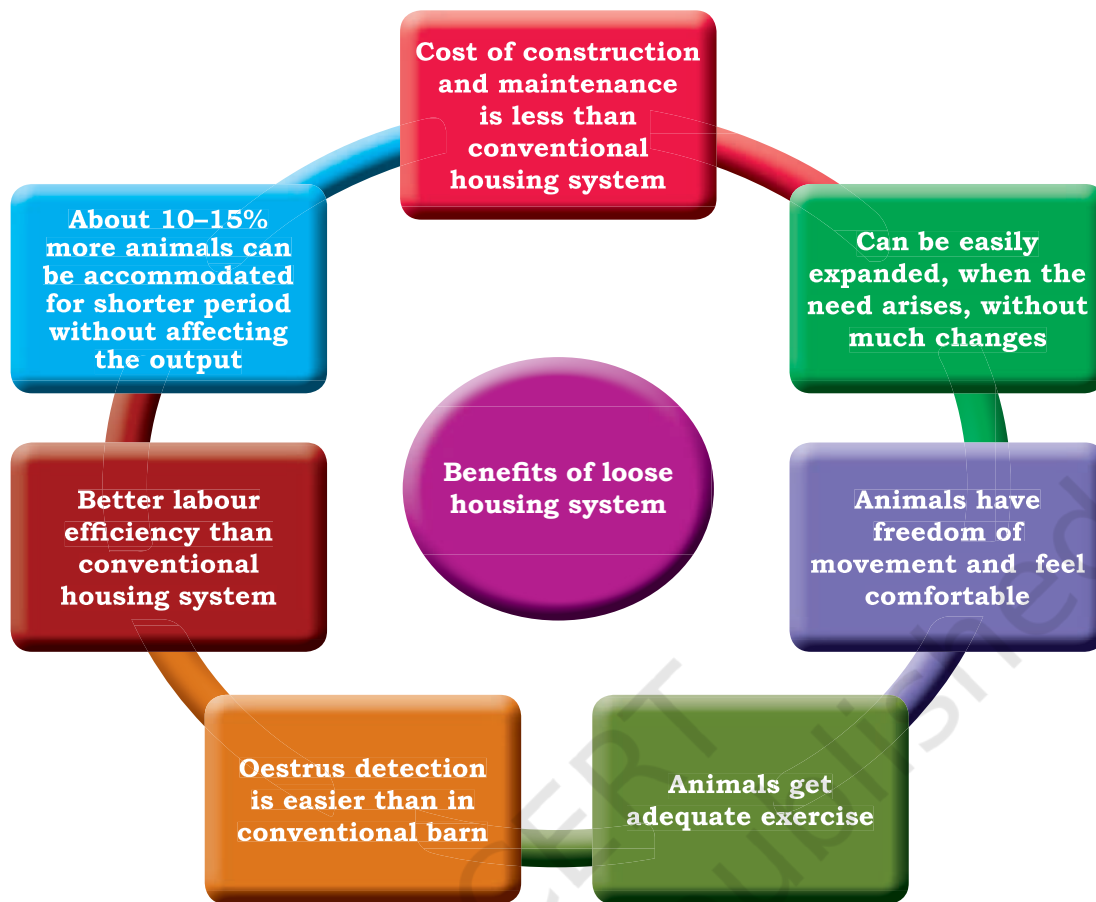 Cost of construction
and maintenance
is less than
conventional
housing system
Can be easily
expanded, when the
need arises, without
much changes
Animals have
freedom of
movement and feel
comfortable
Animals get
adequate exercise
Oestrus detection
is easier than in
conventional barn
Better labour
efficiency than
conventional
housing system
About 10–15%
more animals can
be accommodated
for shorter period
without affecting
the output
Benefits of loose
housing system